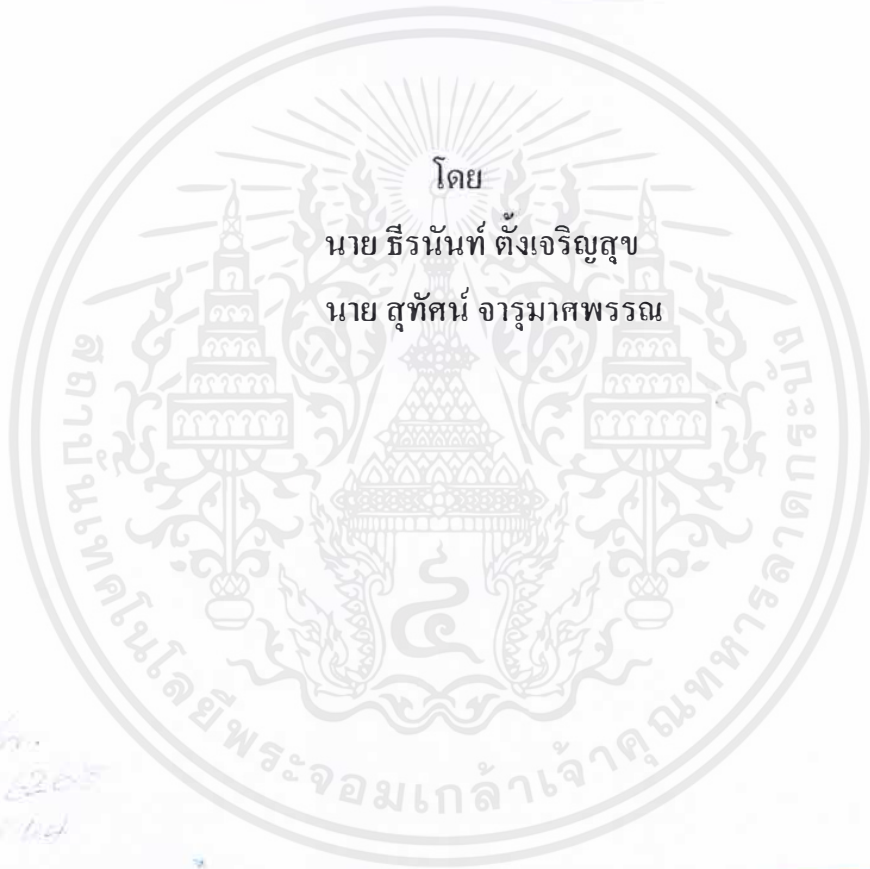 โดย
นาย ธีรนันท์ ตั้งเจริญสุข
นาย สุทัศน์ จารุมาศพรรณ
สถาบันเทคโนโลยีพระจอมเกล้าเจ้าคุณทหารลาดกระบัง